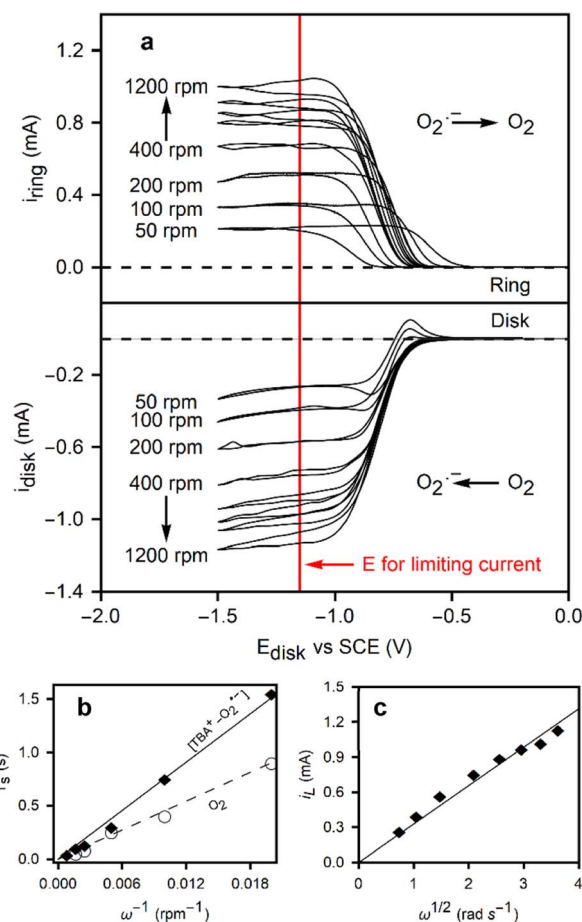 a
1.2
0.8
0.4
0.0
i_ring (mA)
1200 rpm
400 rpm
200 rpm
100 rpm
50 rpm
O₂·⁻ → O₂
Ring
Disk
−0.2
−0.6
−1.0
−1.4
i_disk (mA)
50 rpm
100 rpm
200 rpm
400 rpm
1200 rpm
O₂·⁻ ← O₂
E for limiting current
−2.0 −1.5 −1.0 −0.5 0.0
E_disk vs SCE (V)
b
1.5
1.0
0.5
0.0
(s)
[TBA⁺–O₂•⁻]
O₂
0.000 0.006 0.012 0.018
ω⁻¹ (rpm⁻¹)
c
1.5
1.2
0.9
0.6
0.3
0
i_L (mA)
0 1 2 3 4
ω^1/2 (rad s⁻¹)